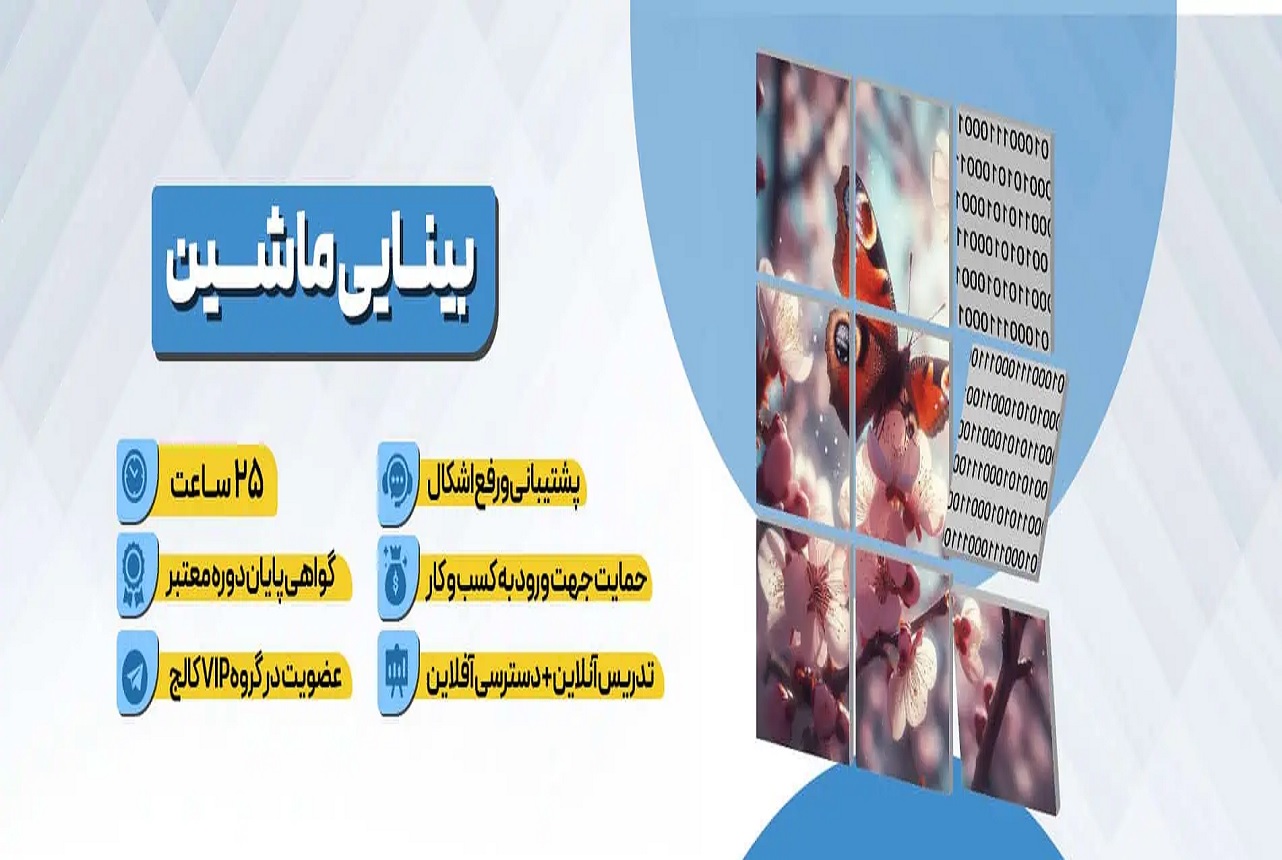 بینایی ماشین
پشتیبانی و رفع اشکال
۲۵ ساعت
حمایت جهت ورود به کسب و کار
گواهی پایان دوره معتبر
تدریس آنلاین + دسترسی آفلاین
عضویت در گروه VIP کالج